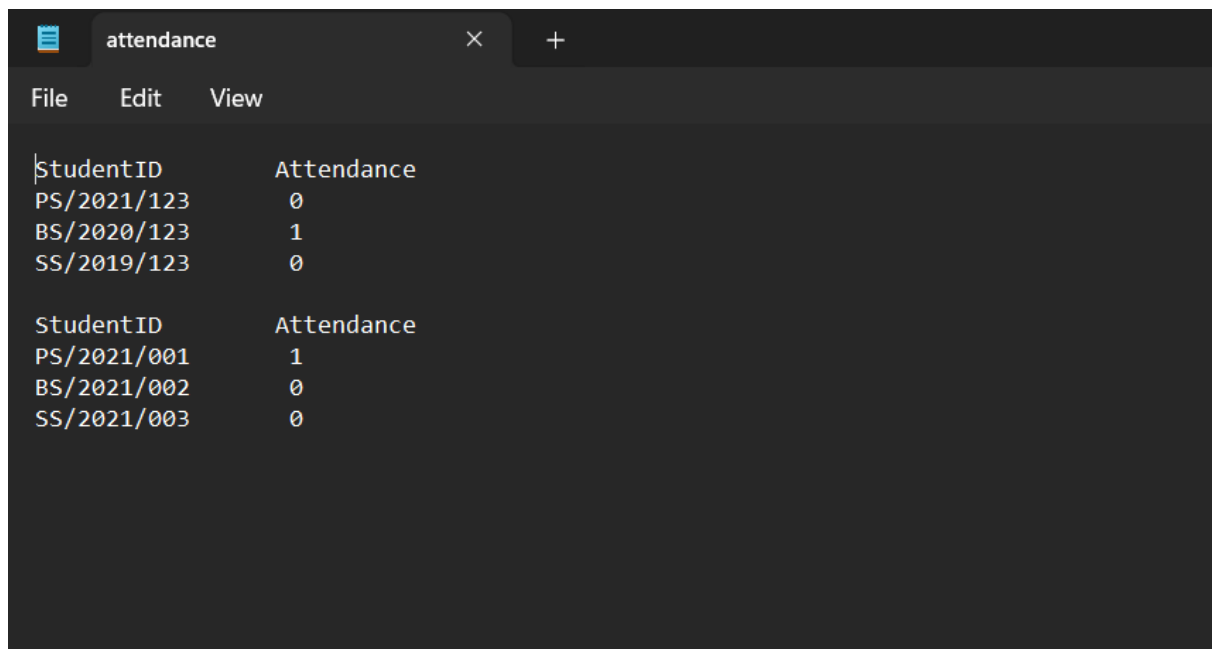 attendance
File Edit View
StudentID Attendance
PS/2021/123 0
BS/2020/123 1
SS/2019/123 0
StudentID Attendance
PS/2021/001 1
BS/2021/002 0
SS/2021/003 0